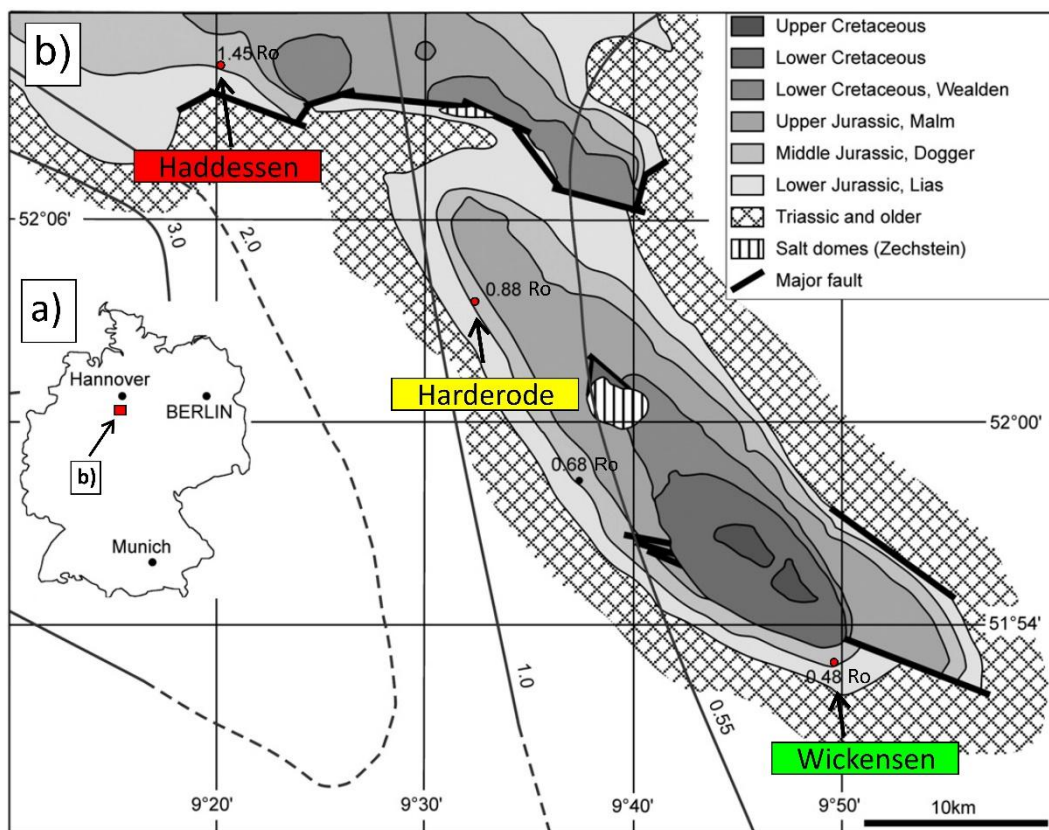 b)
1.45 Ro
Haddessen
Upper Cretaceous
Lower Cretaceous
Lower Cretaceous, Wealden
Upper Jurassic, Malm
Middle Jurassic, Dogger
Lower Jurassic, Lias
Triassic and older
Salt domes (Zechstein)
Major fault
52°06'
3.0
2.0
a)
Hannover
BERLIN
b)
Munich
0.88 Ro
Harderode
52°00'
0.68 Ro
51°54'
0.48 Ro
1.0
0.55
Wickensen
9°20'
9°30'
9°40'
9°50'
10km